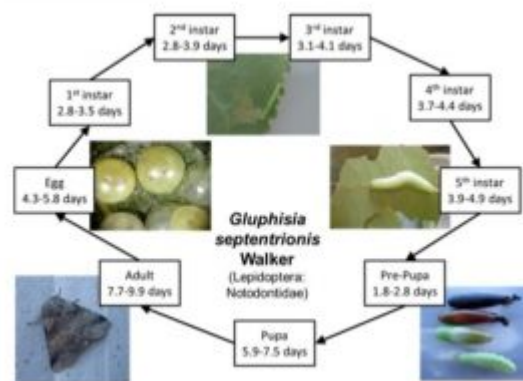 2nd instar
2.8-3.9 days
3rd instar
3.1-4.1 days
1st instar
2.8-3.5 days
4th instar
3.7-4.4 days
Egg
4.3-5.8 days
5th instar
3.9-4.9 days
Gluphisia
septentrionis
Walker
(Lepidoptera:
Notodontidae)
Adult
7.7-9.9 days
Pre-Pupa
1.8-2.8 days
Pupa
5.9-7.5 days